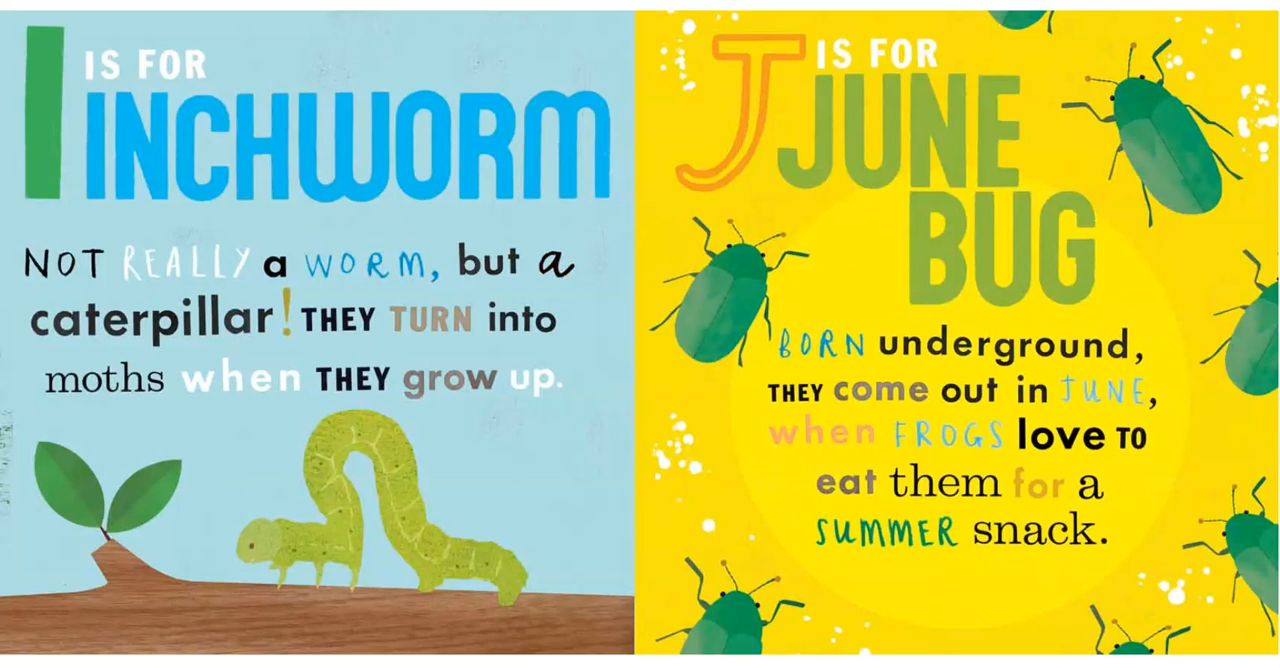 I IS FOR
INCHWORM
NOT REALLY a WORM, but a
caterpillar! THEY TURN into
moths when THEY grow up.
J IS FOR
JUNE
BUG
BORN underground,
THEY come out in JUNE,
when FROGS love TO
eat them for a
SUMMER snack.